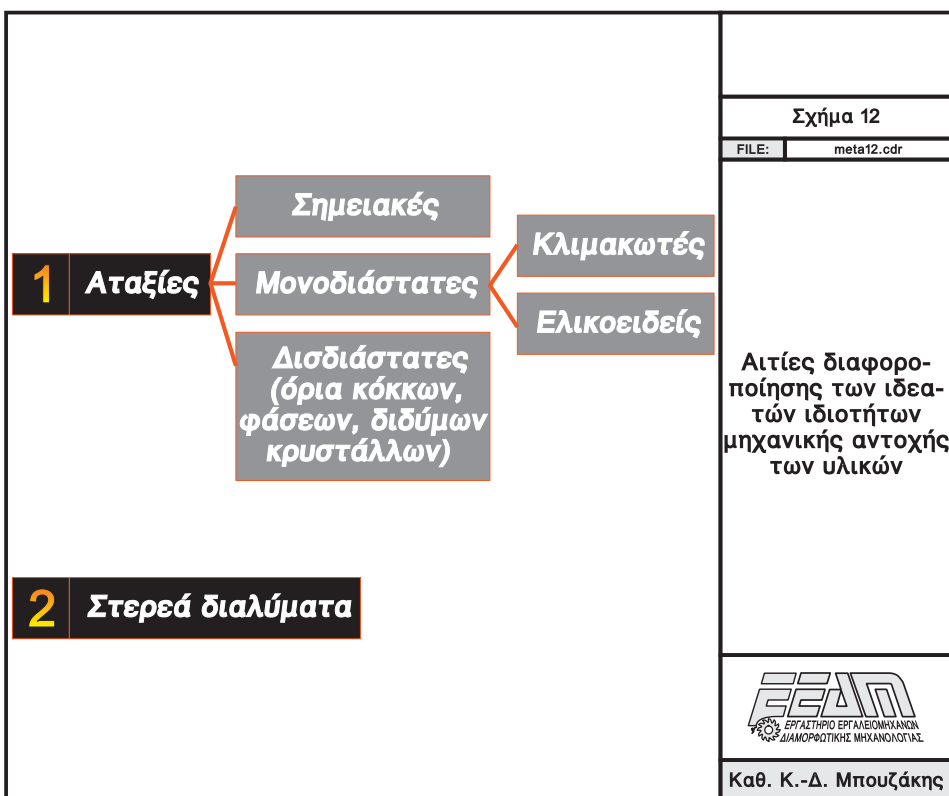 Σχήμα 12
FILE: meta12.cdr
Σημειακές
Κλιμακωτές
1 Αταξίες
Μονοδιάστατες
Ελικοειδείς
Δισδιάστατες
(όρια κόκκων,
φάσεων, διδύμων
κρυστάλλων)
2 Στερεά διαλύματα
Αιτίες διαφορο-
ποίησης των ιδεα-
τών ιδιοτήτων
μηχανικής αντοχής
των υλικών
ΕΕΔΜ
ΕΡΓΑΣΤΗΡΙΟ ΕΡΓΑΛΕΙΟΜΗΧΑΝΩΝ
ΔΙΑΜΟΡΦΩΤΙΚΗΣ ΜΗΧΑΝΟΛΟΓΙΑΣ
Καθ. Κ.-Δ. Μπουζάκης